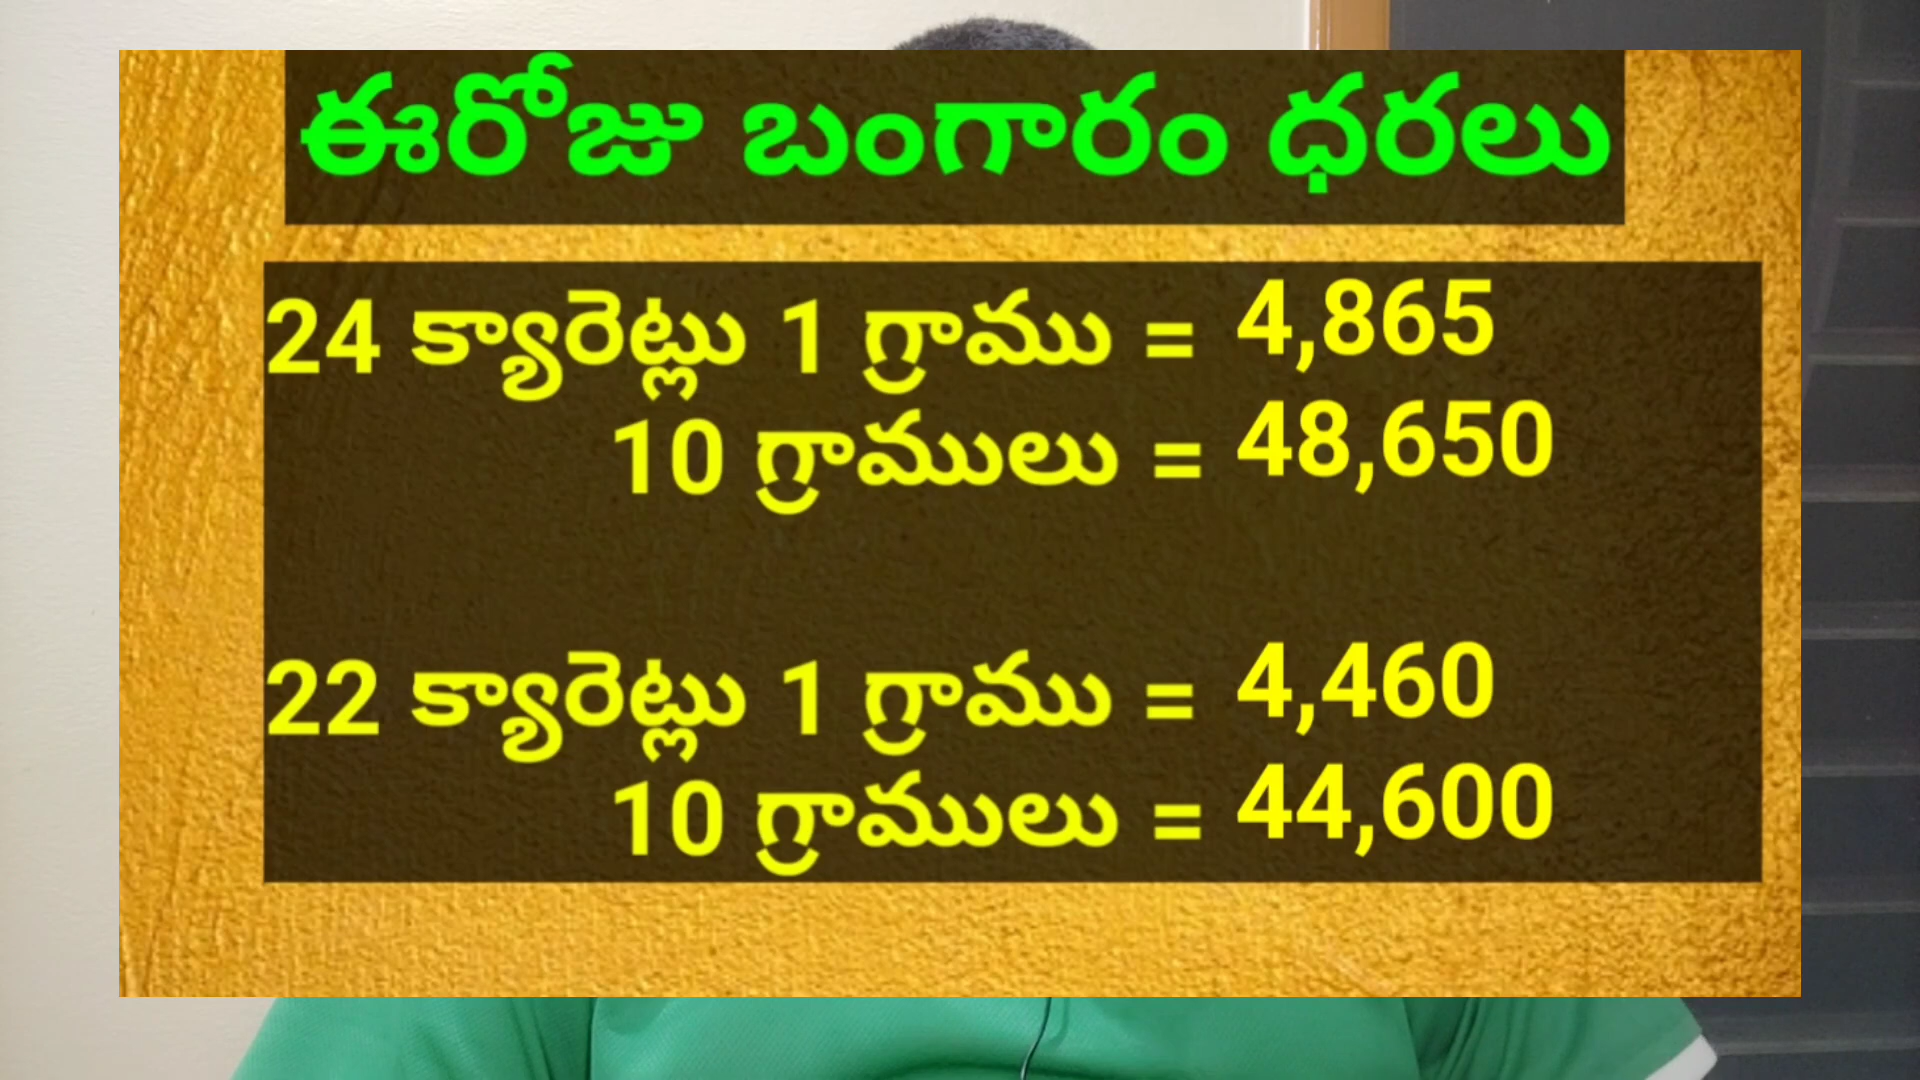 ఈరోజు బంగారం ధరలు
24 క్యారెట్లు 1 గ్రాము = 4,865
10 గ్రాములు = 48,650
22 క్యారెట్లు 1 గ్రాము = 4,460
10 గ్రాములు = 44,600